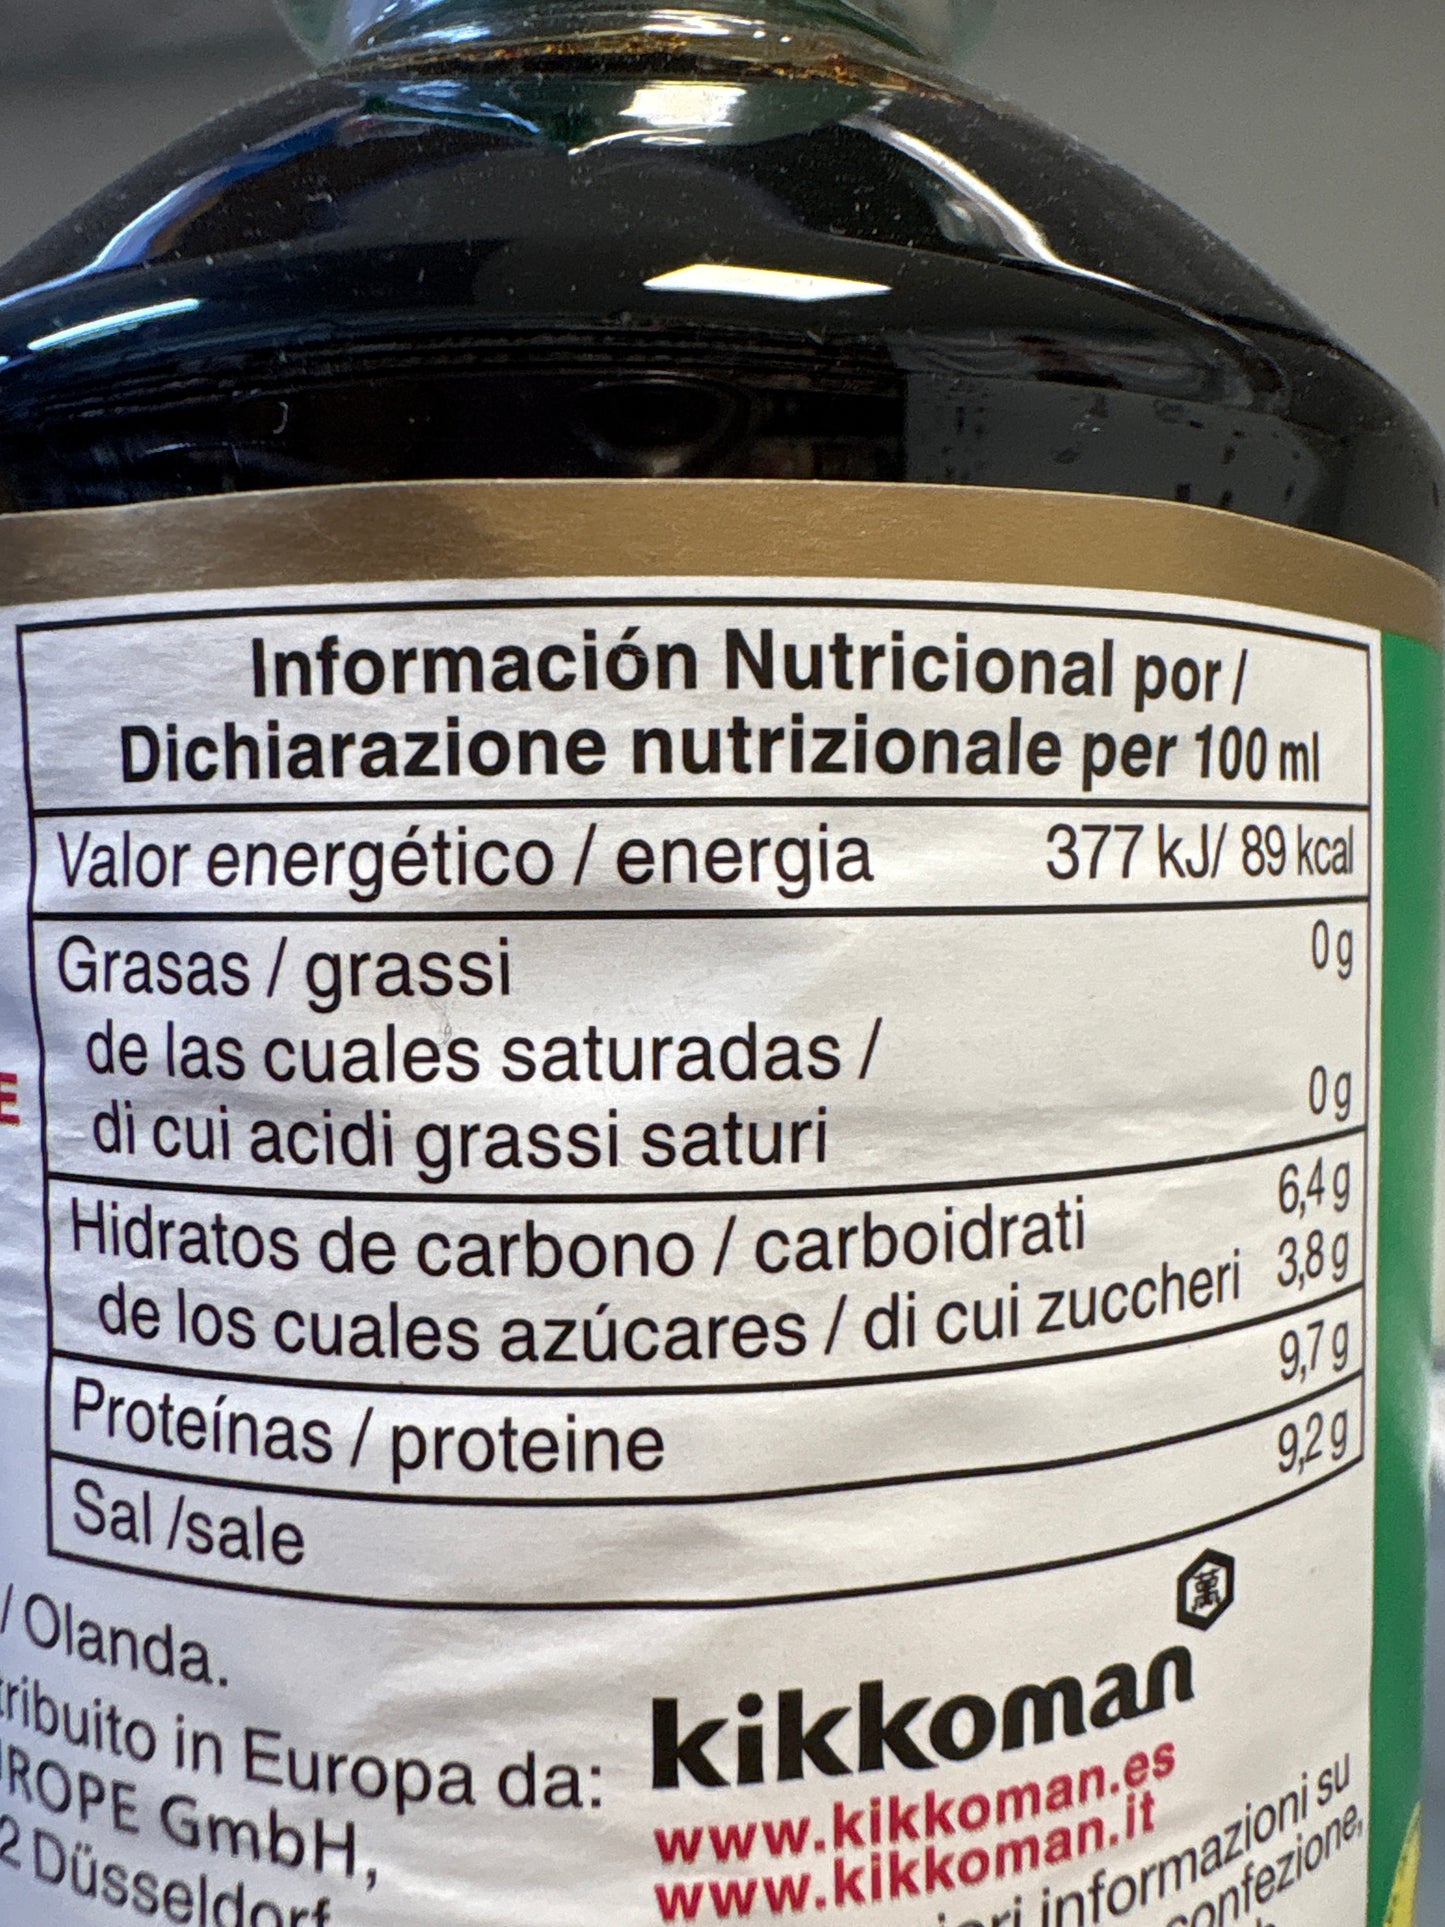 Información Nutricional por /
Dichiarazione nutrizionale per 100 ml
Valor energético / energia 377 kJ/ 89 kcal
Grasas / grassi 0 g
de las cuales saturadas /
di cui acidi grassi saturi 0 g
Hidratos de carbono / carboidrati 6,4 g
de los cuales azúcares / di cui zuccheri 3,8 g
Proteínas / proteine 9,7 g
Sal /sale 9,2 g
/ Olanda.
in Europa da:
GmbH,
Düsseldorf
萬
kikkoman
www.kikkoman.es
www.kikkoman.it
informazioni su
confezione,